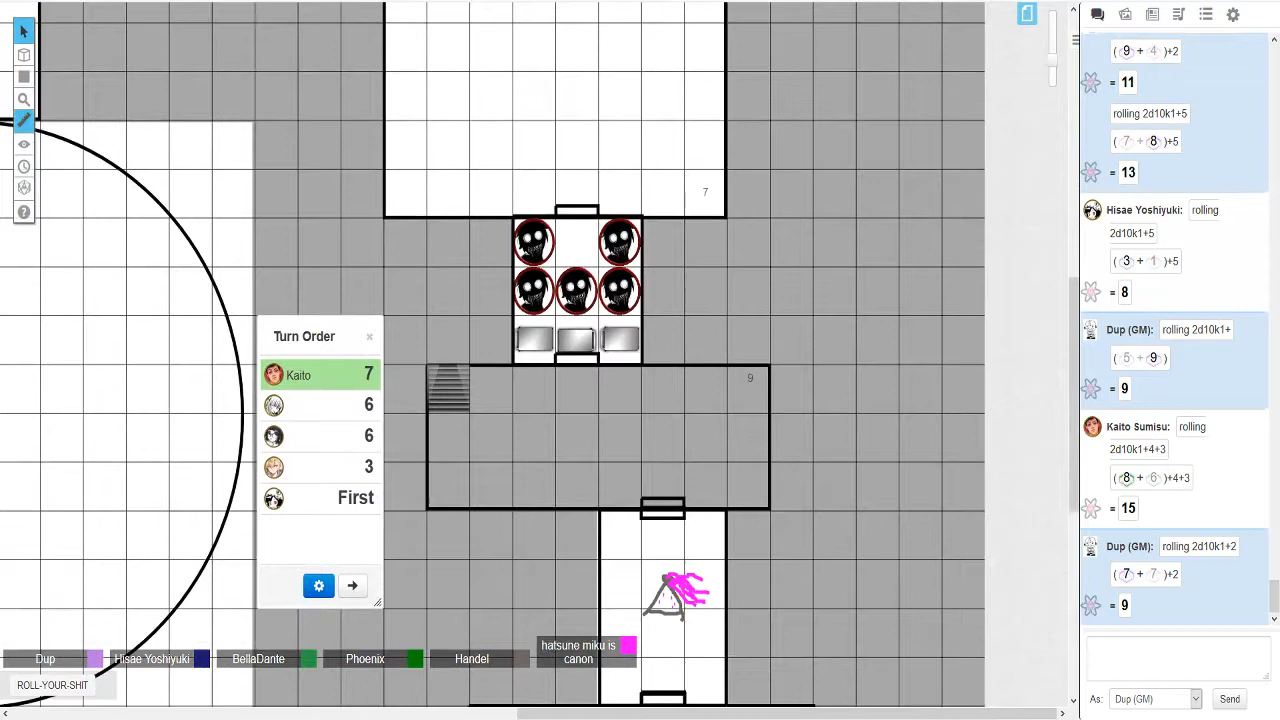 7
9
Turn Order ×
Kaito 7
6
6
3
First
Dup
Hisae Yoshiyuki
BellaDante
Phoenix
Handel
hatsune miku is
canon
ROLL-YOUR-SHIT
(9 + 4)+2
= 11
rolling 2d10k1+5
(7 + 8)+5
= 13
Hisae Yoshiyuki: rolling
2d10k1+5
(3 + 1)+5
= 8
Dup (GM): rolling 2d10k1+
(5 + 9)
= 9
Kaito Sumisu: rolling
2d10k1+4+3
(8 + 6)+4+3
= 15
Dup (GM): rolling 2d10k1+2
(7 + 7)+2
= 9
As: Dup (GM) Send